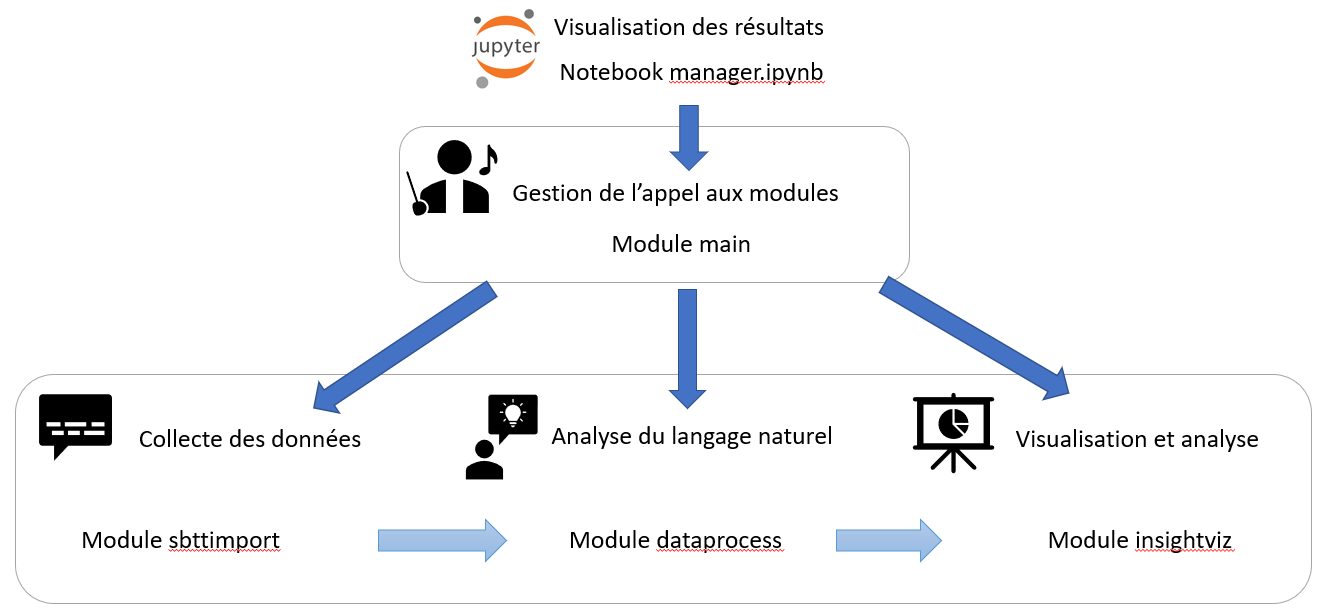 jupyter
Visualisation des résultats
Notebook manager.ipynb
Gestion de l’appel aux modules
Module main
Collecte des données
Analyse du langage naturel
Visualisation et analyse
Module sbttimport
Module dataprocess
Module insightviz